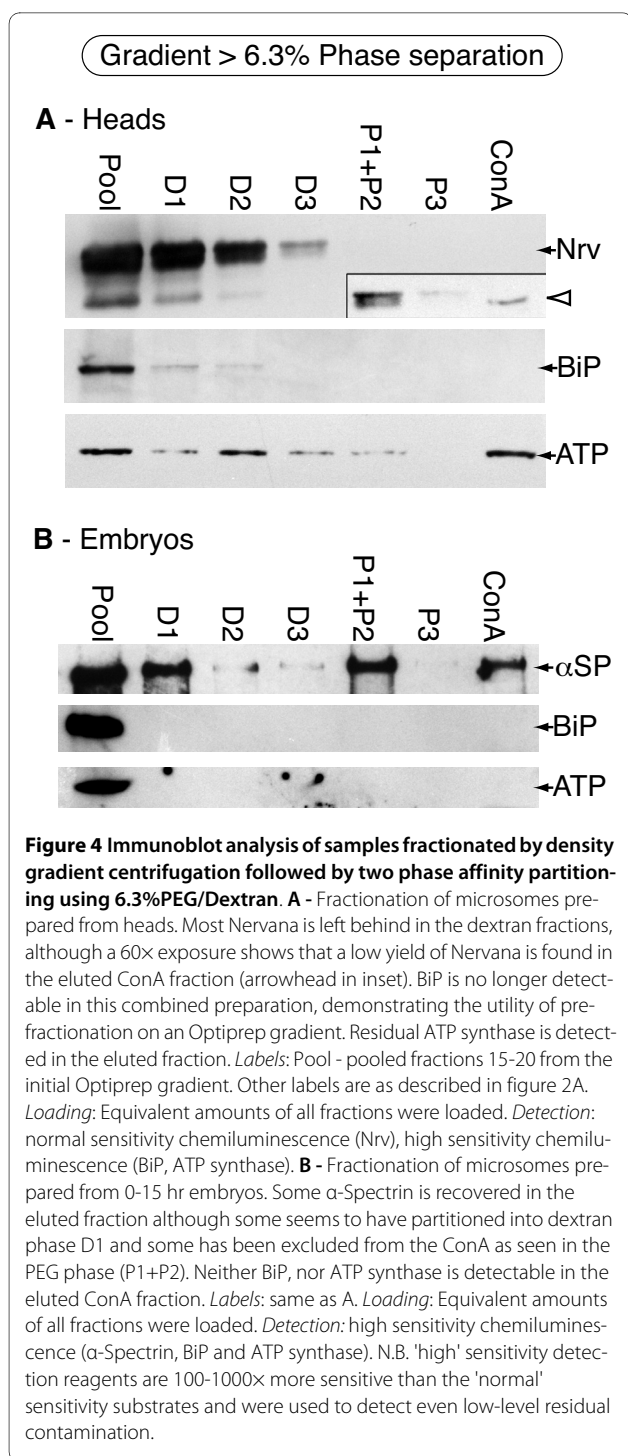 Gradient > 6.3% Phase separation
A - Heads
Pool D1 D2 D3 P1+P2 P3 ConA
Nrv
BiP
ATP
B - Embryos
Pool D1 D2 D3 P1+P2 P3 ConA
αSP
BiP
ATP
Figure 4 Immunoblot analysis of samples fractionated by density
gradient centrifugation followed by two phase affinity partition-
ing using 6.3%PEG/Dextran. A - Fractionation of microsomes pre-
pared from heads. Most Nervana is left behind in the dextran fractions,
although a 60× exposure shows that a low yield of Nervana is found in
the eluted ConA fraction (arrowhead in inset). BiP is no longer detect-
able in this combined preparation, demonstrating the utility of pre-
fractionation on an Optiprep gradient. Residual ATP synthase is detect-
ed in the eluted fraction. Labels: Pool - pooled fractions 15-20 from the
initial Optiprep gradient. Other labels are as described in figure 2A.
Loading: Equivalent amounts of all fractions were loaded. Detection:
normal sensitivity chemiluminescence (Nrv), high sensitivity chemilu-
minescence (BiP, ATP synthase). B - Fractionation of microsomes pre-
pared from 0-15 hr embryos. Some α-Spectrin is recovered in the
eluted fraction although some seems to have partitioned into dextran
phase D1 and some has been excluded from the ConA as seen in the
PEG phase (P1+P2). Neither BiP, nor ATP synthase is detectable in the
eluted ConA fraction. Labels: same as A. Loading: Equivalent amounts
of all fractions were loaded. Detection: high sensitivity chemilumines-
cence (α-Spectrin, BiP and ATP synthase). N.B. 'high' sensitivity detec-
tion reagents are 100-1000× more sensitive than the 'normal'
sensitivity substrates and were used to detect even low-level residual
contamination.